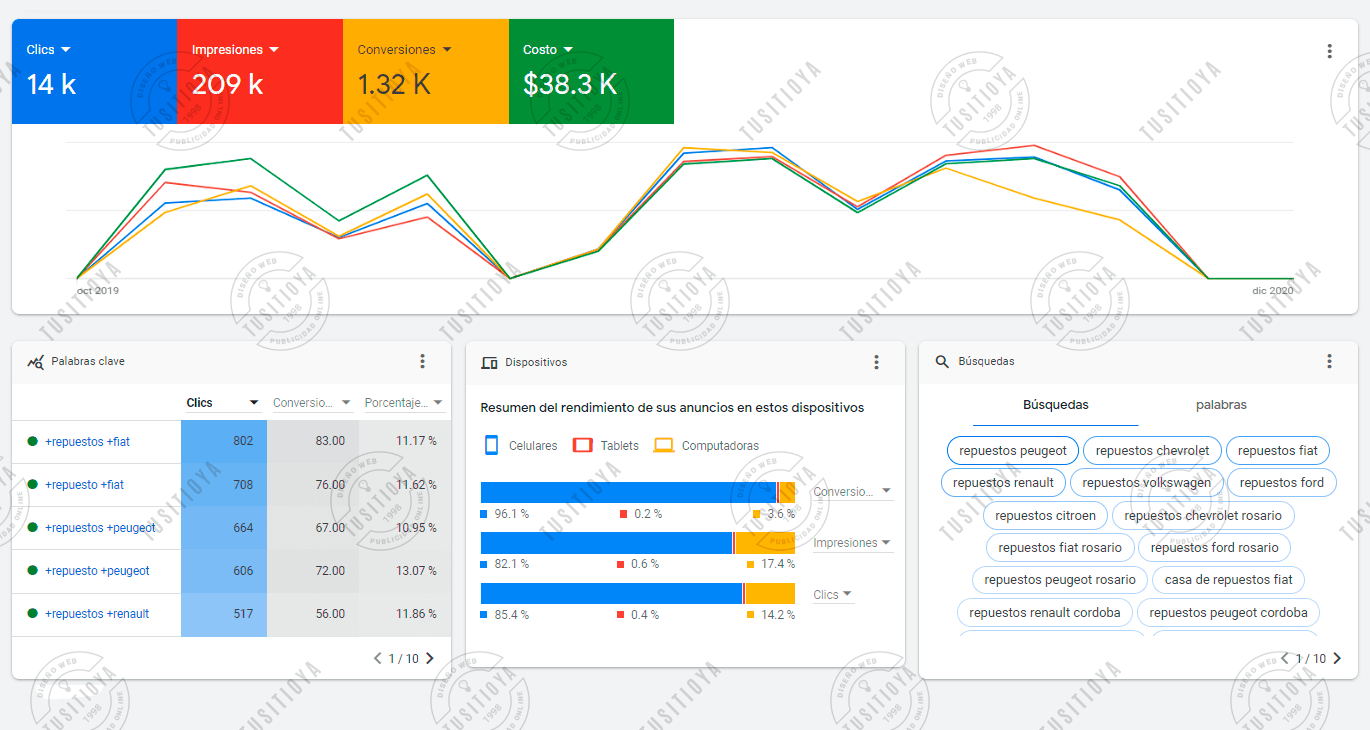 Clics Impresiones Conversiones Costo
14 k 209 k 1.32 K $38.3 K
oct 2019 dic 2020
Palabras clave
Clics Conversio... Porcentaje...
+repuestos +fiat 802 83.00 11.17 %
+repuesto +fiat 708 76.00 11.62 %
+repuestos +peugeot 664 67.00 10.95 %
+repuesto +peugeot 606 72.00 13.07 %
+repuestos +renault 517 56.00 11.86 %
1 / 10
Dispositivos
Resumen del rendimiento de sus anuncios en estos dispositivos
Celulares Tablets Computadoras
Conversio...
96.1 % 0.2 % 3.6 %
Impresiones
82.1 % 0.6 % 17.4 %
Clics
85.4 % 0.4 % 14.2 %
Búsquedas
Búsquedas palabras
repuestos peugeot repuestos chevrolet repuestos fiat
repuestos renault repuestos volkswagen repuestos ford
repuestos citroen repuestos chevrolet rosario
repuestos fiat rosario repuestos ford rosario
repuestos peugeot rosario casa de repuestos fiat
repuestos renault cordoba repuestos peugeot cordoba
1 / 10
TUSITIOYA
DISEÑO WEB
TUSITIOYA
1998
PUBLICIDAD ONLINE